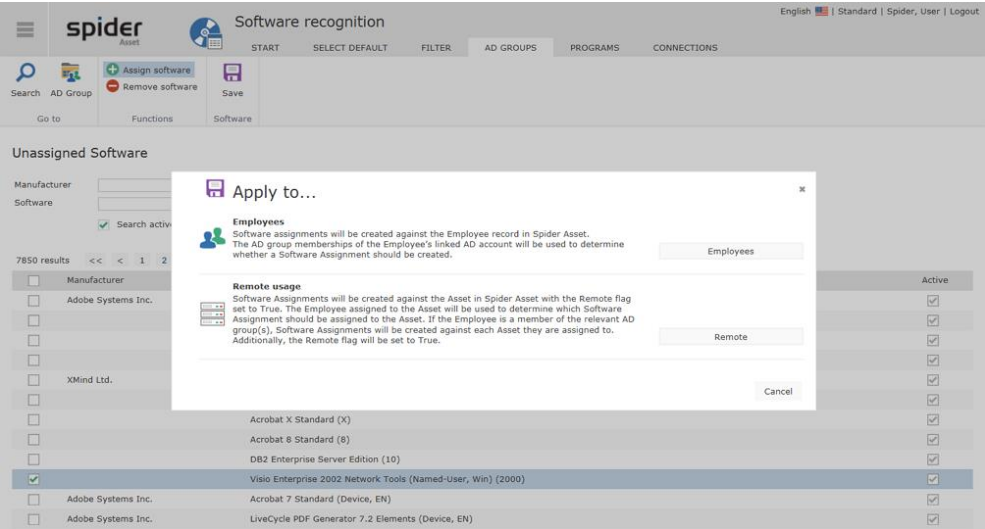 English | Standard | Spider, User | Logout
spider
Asset
Software recognition
START SELECT DEFAULT FILTER AD GROUPS PROGRAMS CONNECTIONS
Search AD Group Assign software Remove software Save
Go to Functions Software
Unassigned Software
Manufacturer
Software
Search activ
7850 results << < 1 2
Manufacturer Active
Adobe Systems Inc.
XMind Ltd.
Apply to...
Employees
Software assignments will be created against the Employee record in Spider Asset.
The AD group memberships of the Employee's linked AD account will be used to determine
whether a Software Assignment should be created.
Employees
Remote usage
Software Assignments will be created against the Asset in Spider Asset with the Remote flag
set to True. The Employee assigned to the Asset will be used to determine which Software
Assignment should be assigned to the Asset. If the Employee is a member of the relevant AD
group(s), Software Assignments will be created against each Asset they are assigned to.
Additionally, the Remote flag will be set to True.
Remote
Cancel
Acrobat X Standard (X)
Acrobat 8 Standard (8)
DB2 Enterprise Server Edition (10)
Visio Enterprise 2002 Network Tools (Named-User, Win) (2000)
Adobe Systems Inc. Acrobat 7 Standard (Device, EN)
Adobe Systems Inc. LiveCycle PDF Generator 7.2 Elements (Device, EN)